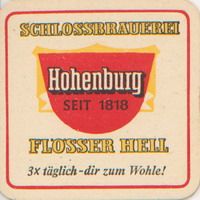 SCHLOSSBRAUEREI
Hohenburg
SEIT 1818
FLOSSER HELL
3x täglich-dir zum Wohle!